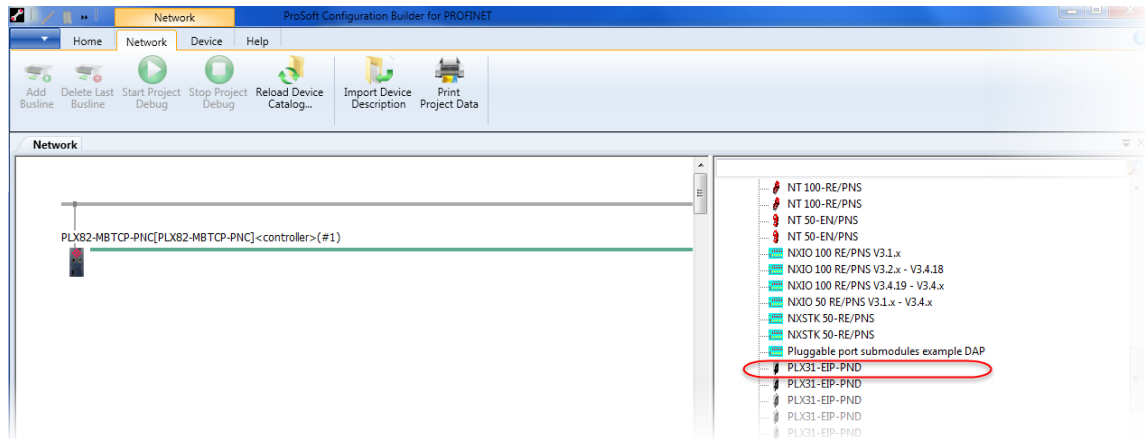 Network
ProSoft Configuration Builder for PROFINET
Home
Network
Device
Help
Add Busline
Delete Last Busline
Start Project Debug
Stop Project Debug
Reload Device Catalog...
Import Device Description
Print Project Data
Network
PLX82-MBTCP-PNC[PLX82-MBTCP-PNC]<controller>(#1)
NT 100-RE/PNS
NT 100-RE/PNS
NT 50-EN/PNS
NT 50-EN/PNS
NXIO 100 RE/PNS V3.1.x
NXIO 100 RE/PNS V3.2.x - V3.4.18
NXIO 100 RE/PNS V3.4.19 - V3.4.x
NXIO 50 RE/PNS V3.1.x - V3.4.x
NXSTK 50-RE/PNS
NXSTK 50-RE/PNS
Pluggable port submodules example DAP
PLX31-EIP-PND
PLX31-EIP-PND
PLX31-EIP-PND
PLX31-EIP-PND
PLX31-EIP-PND